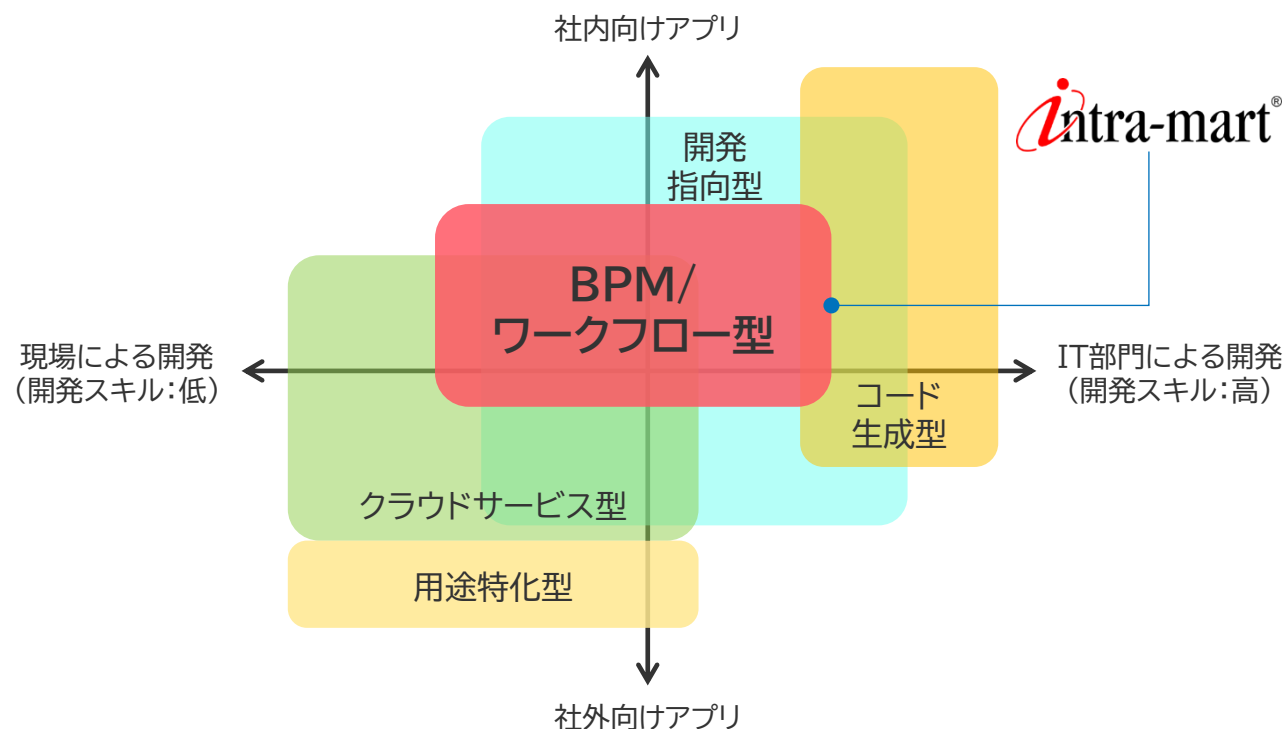 社内向けアプリ
intra-mart®
開発
指向型
BPM/
ワークフロー型
現場による開発
（開発スキル：低）
IT部門による開発
（開発スキル：高）
コード
生成型
クラウドサービス型
用途特化型
社外向けアプリ